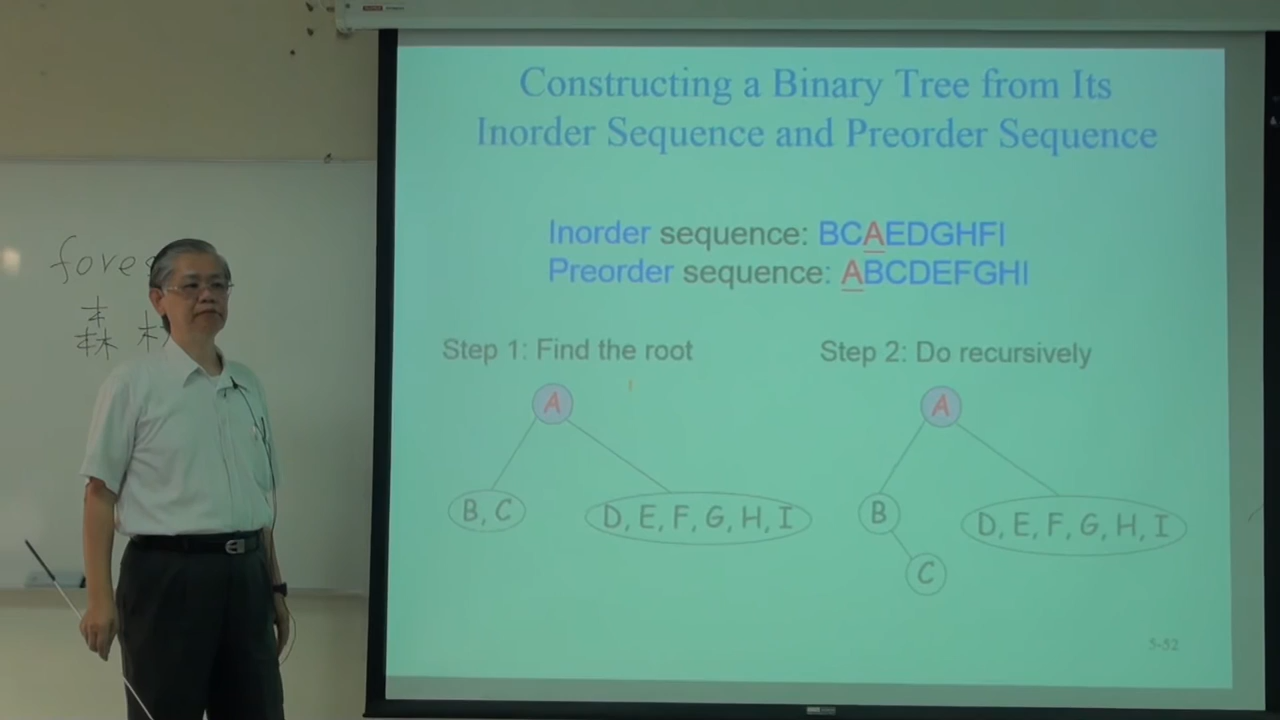 Constructing a Binary Tree from Its
Inorder Sequence and Preorder Sequence
Inorder sequence: BCAEDGHFI
Preorder sequence: ABCDEFGHI
Step 1: Find the root
Step 2: Do recursively
A
B, C
D, E, F, G, H, I
A
B
C
D, E, F, G, H, I
5-52
森